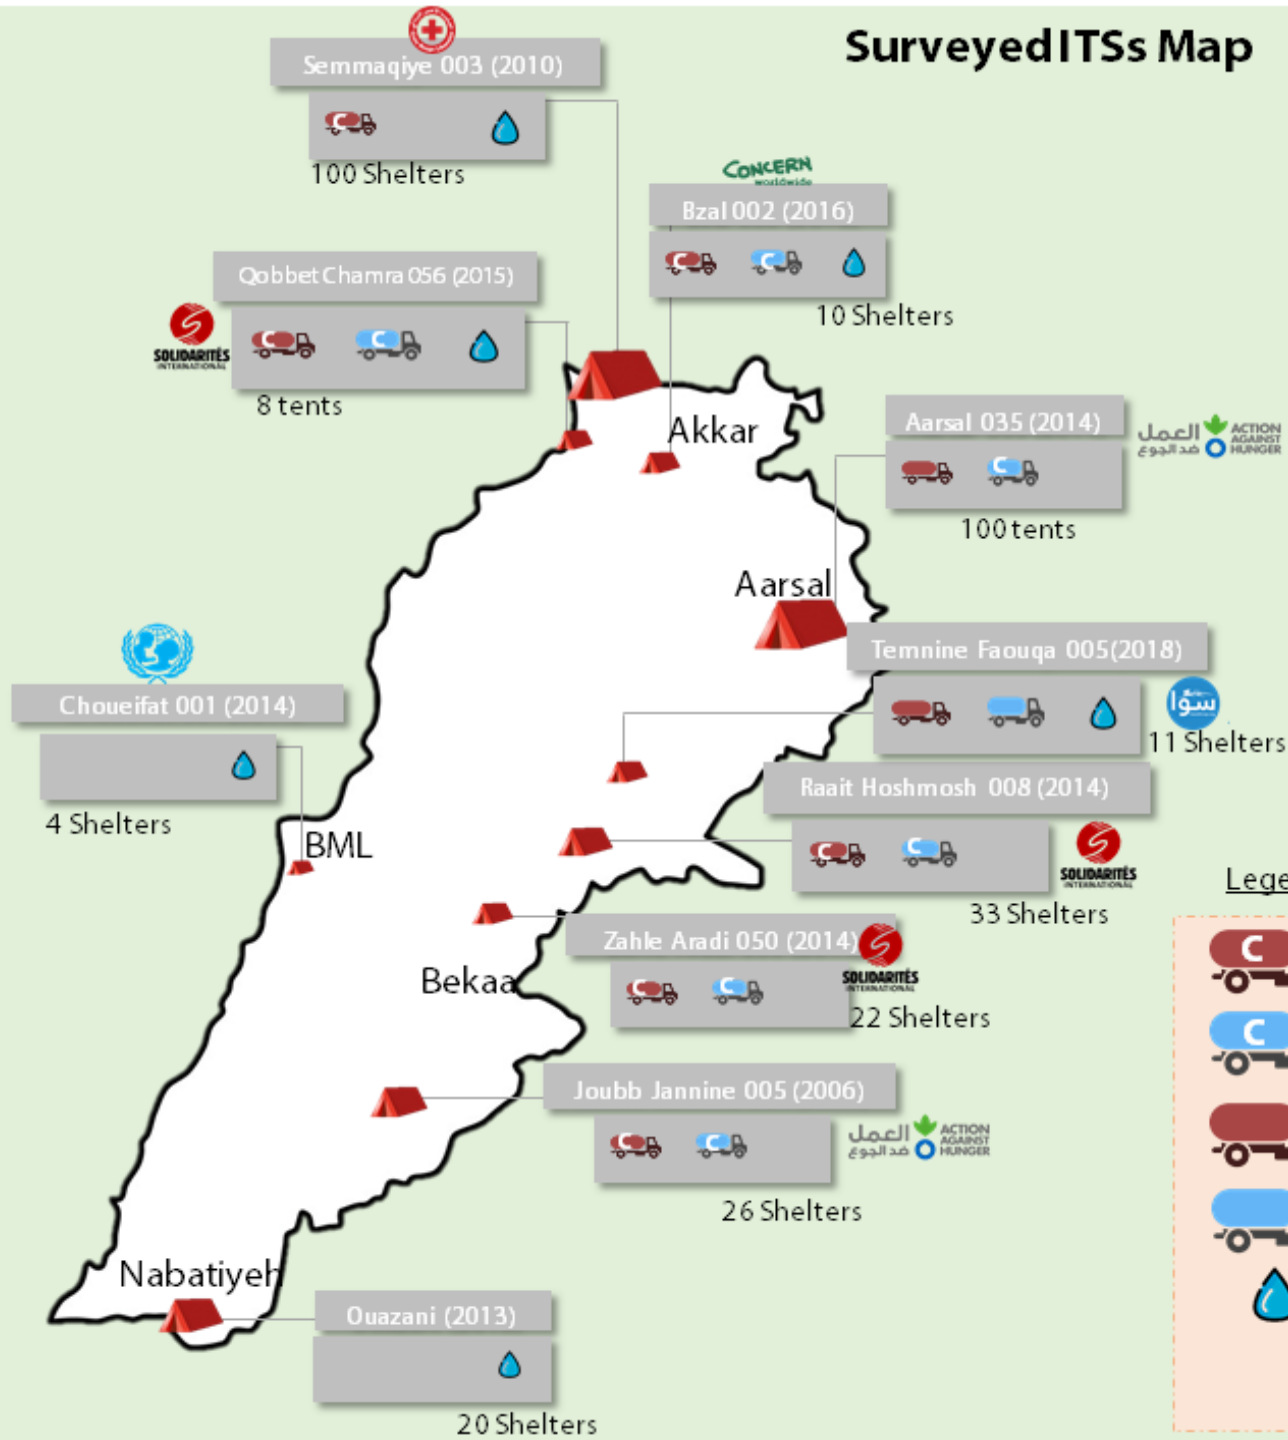 Surveyed ITSs Map
Semmaqiye 003 (2010)
C
100 Shelters
CONCERN
worldwide
Bzal 002 (2016)
C C
10 Shelters
Qobbet Chamra 056 (2015)
C C
SOLIDARITÉS
INTERNATIONAL
8 tents
Akkar
Aarsal 035 (2014)
C
العمل
ضد الجوع
ACTION
AGAINST
HUNGER
100 tents
Aarsal
Temnine Faouqa 005(2018)
سوا
11 Shelters
Choueifat 001 (2014)
4 Shelters
BML
Raait Hoshmosh 008 (2014)
C C
SOLIDARITÉS
INTERNATIONAL
33 Shelters
Zahle Aradi 050 (2014)
C C
SOLIDARITÉS
INTERNATIONAL
22 Shelters
Bekaa
Joubb Jannine 005 (2006)
C C
العمل
ضد الجوع
ACTION
AGAINST
HUNGER
26 Shelters
Nabatiyeh
Ouazani (2013)
20 Shelters
Lege
C
C